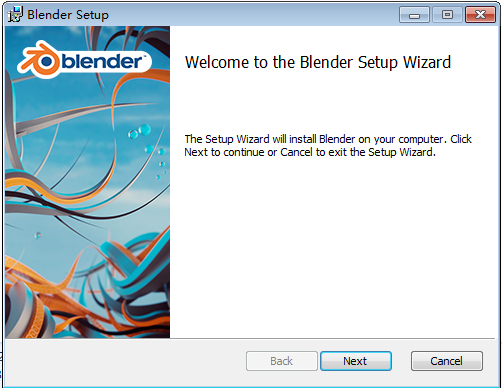 Blender Setup
blender
Welcome to the Blender Setup Wizard
The Setup Wizard will install Blender on your computer. Click
Next to continue or Cancel to exit the Setup Wizard.
Back
Next
Cancel